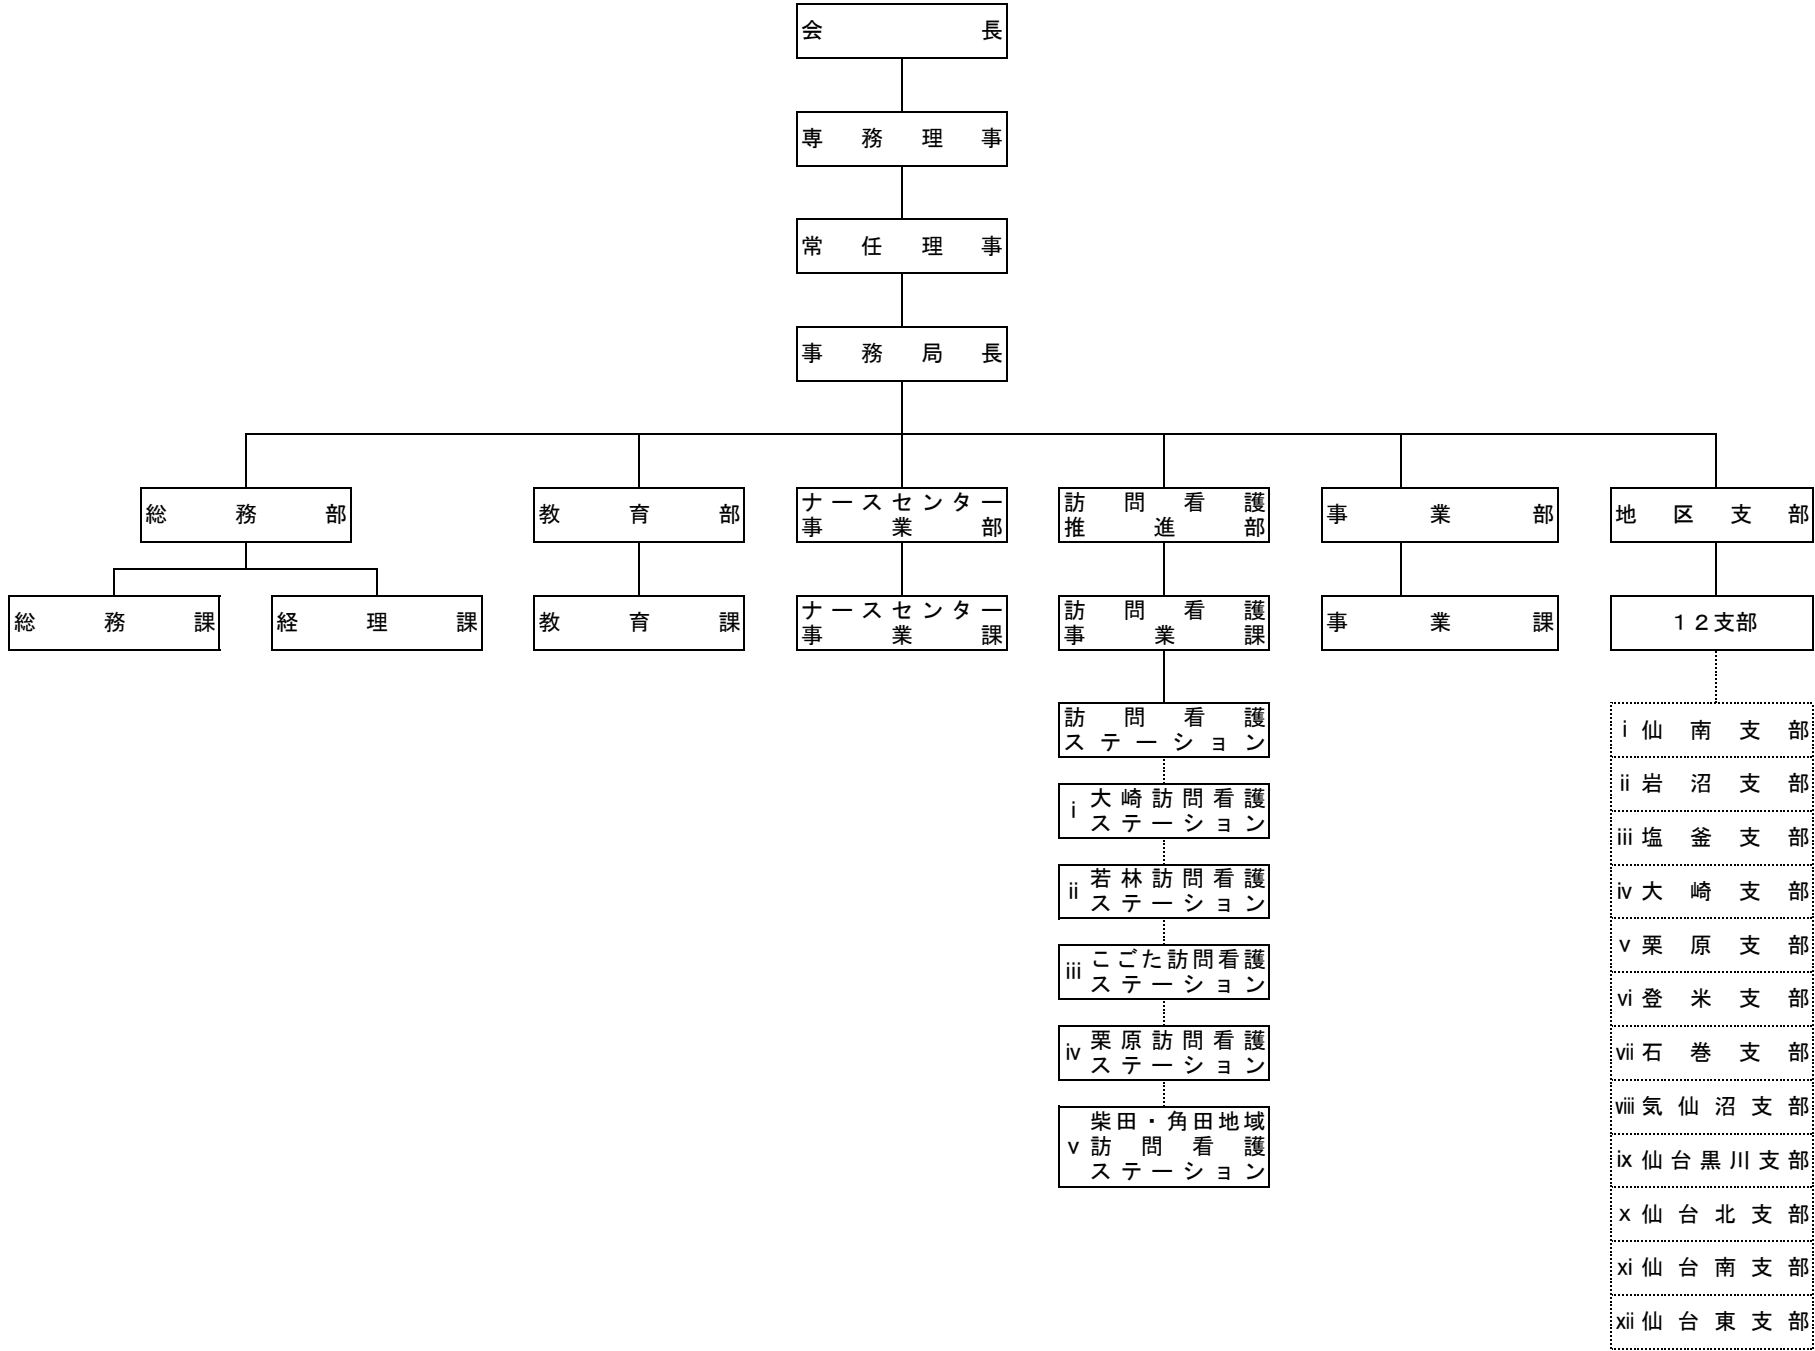 会長
専務理事
常任理事
事務局長
総務部
教育部
ナースセンター
事業部
訪問看護
推進部
事業部
地区支部
総務課
経理課
教育課
ナースセンター
事業課
訪問看護
事業課
事業課
１２支部
訪問看護
ステーション
ⅰ 大崎訪問看護
ステーション
ⅱ 若林訪問看護
ステーション
ⅲ こごた訪問看護
ステーション
ⅳ 栗原訪問看護
ステーション
ⅴ 柴田・角田地域
訪問看護
ステーション
ⅰ 仙南支部
ⅱ 岩沼支部
ⅲ 塩釜支部
ⅳ 大崎支部
ⅴ 栗原支部
ⅵ 登米支部
ⅶ 石巻支部
ⅷ 気仙沼支部
ⅸ 仙台黒川支部
ⅹ 仙台北支部
ⅺ 仙台南支部
ⅻ 仙台東支部